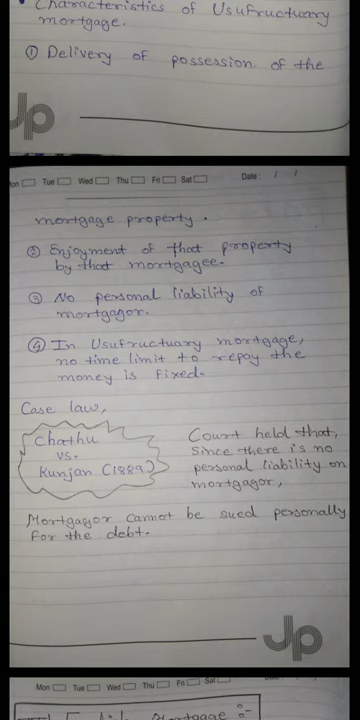 Characteristics of Usufructuary
mortgage.
① Delivery of possession of the
Jp
Mon Tue Wed Thu Fri Sat Date : / /
mortgage property.
② Enjoyment of that property
by that mortgagee.
③ No personal liability of
mortgagor.
④ In Usufructuary mortgage,
no time limit to repay the
money is fixed.
Case law,
Chathu
vs.
Kunjan (1889)
Court held that,
since there is no
personal liability on
mortgagor,
Mortgagor cannot be sued personally
for the debt.
Jp
Mon Tue Wed Thu Fri Sat
Mortgage :-